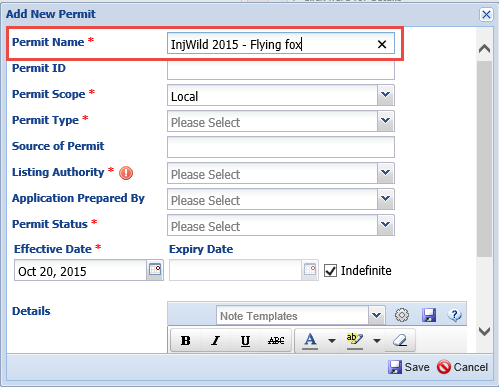 Add New Permit
Permit Name * InjWild 2015 - Flying fox
Permit ID
Permit Scope * Local
Permit Type * Please Select
Source of Permit
Listing Authority * Please Select
Application Prepared By Please Select
Permit Status * Please Select
Effective Date * Expiry Date
Oct 20, 2015 Indefinite
Details Note Templates
B I U ABC A ab
Save Cancel